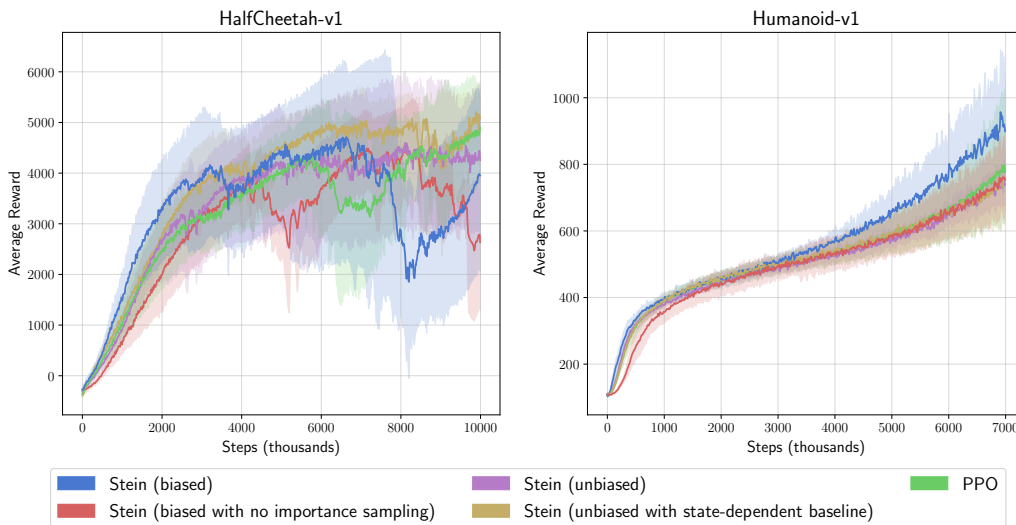 HalfCheetah-v1
6000
5000
4000
3000
2000
1000
0
Average Reward
0 2000 4000 6000 8000 10000
Steps (thousands)
Humanoid-v1
1000
800
600
400
200
Average Reward
0 1000 2000 3000 4000 5000 6000 7000
Steps (thousands)
Stein (biased)
Stein (biased with no importance sampling)
Stein (unbiased)
Stein (unbiased with state-dependent baseline)
PPO